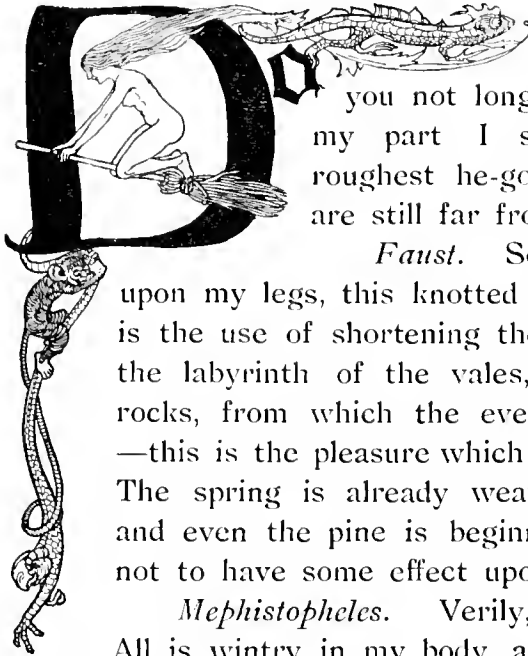 DO
you not long
my part I s
roughest he-go
are still far fro
Faust. So
upon my legs, this knotted
is the use of shortening the
the labyrinth of the vales,
rocks, from which the eve
—this is the pleasure which
The spring is already wea
and even the pine is beginn
not to have some effect upo
Mephistopheles. Verily,
All is wintry in my body, a